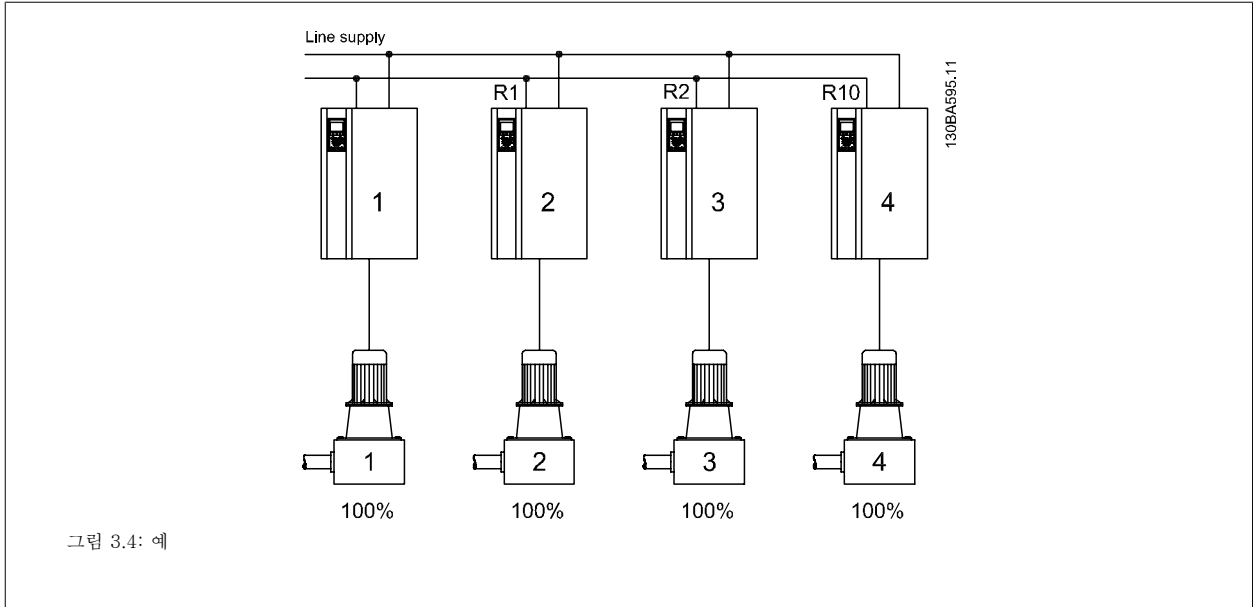 Line supply
130BA595.11
R1 R2 R10
1 2 3 4
1 2 3 4
100% 100% 100% 100%
그림 3.4: 예